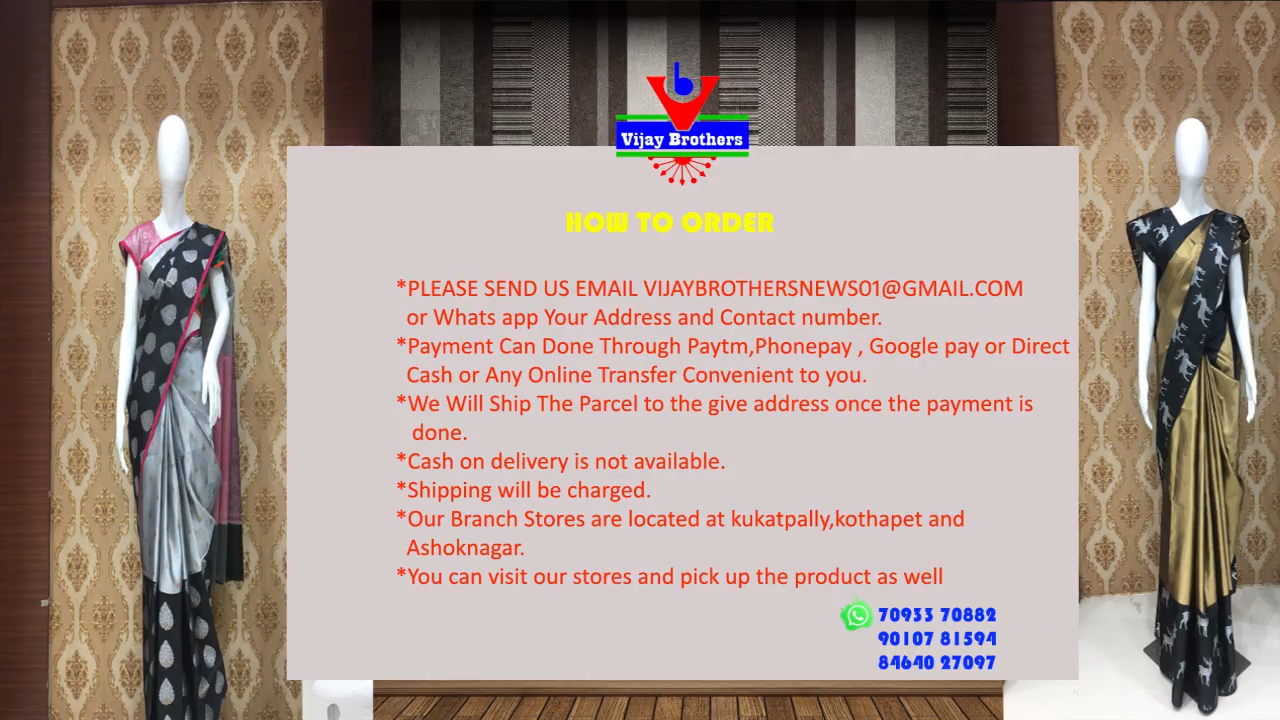 b
Vijay Brothers
HOW TO ORDER
*PLEASE SEND US EMAIL VIJAYBROTHERSNEWS01@GMAIL.COM
or Whats app Your Address and Contact number.
*Payment Can Done Through Paytm,Phonepay , Google pay or Direct
Cash or Any Online Transfer Convenient to you.
*We Will Ship The Parcel to the give address once the payment is
done.
*Cash on delivery is not available.
*Shipping will be charged.
*Our Branch Stores are located at kukatpally,kothapet and
Ashoknagar.
*You can visit our stores and pick up the product as well
70933 70882
90107 81594
84640 27097